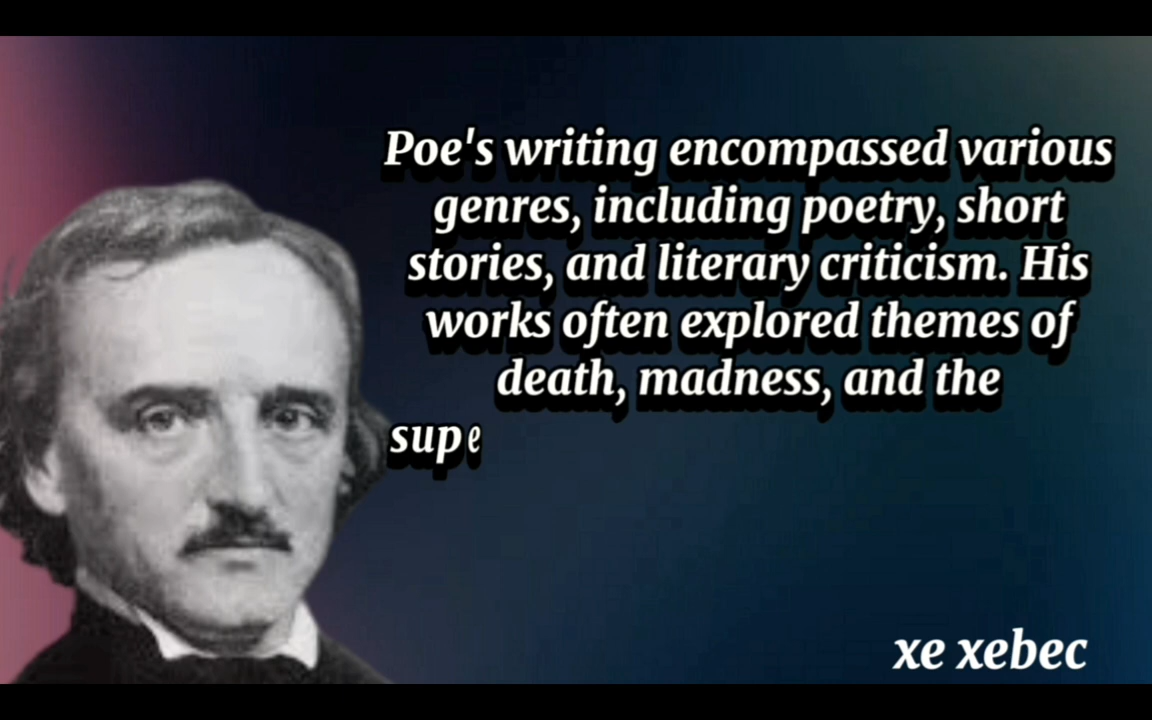 Poe's writing encompassed various
genres, including poetry, short
stories, and literary criticism. His
works often explored themes of
death, madness, and the
supe
xe xebec